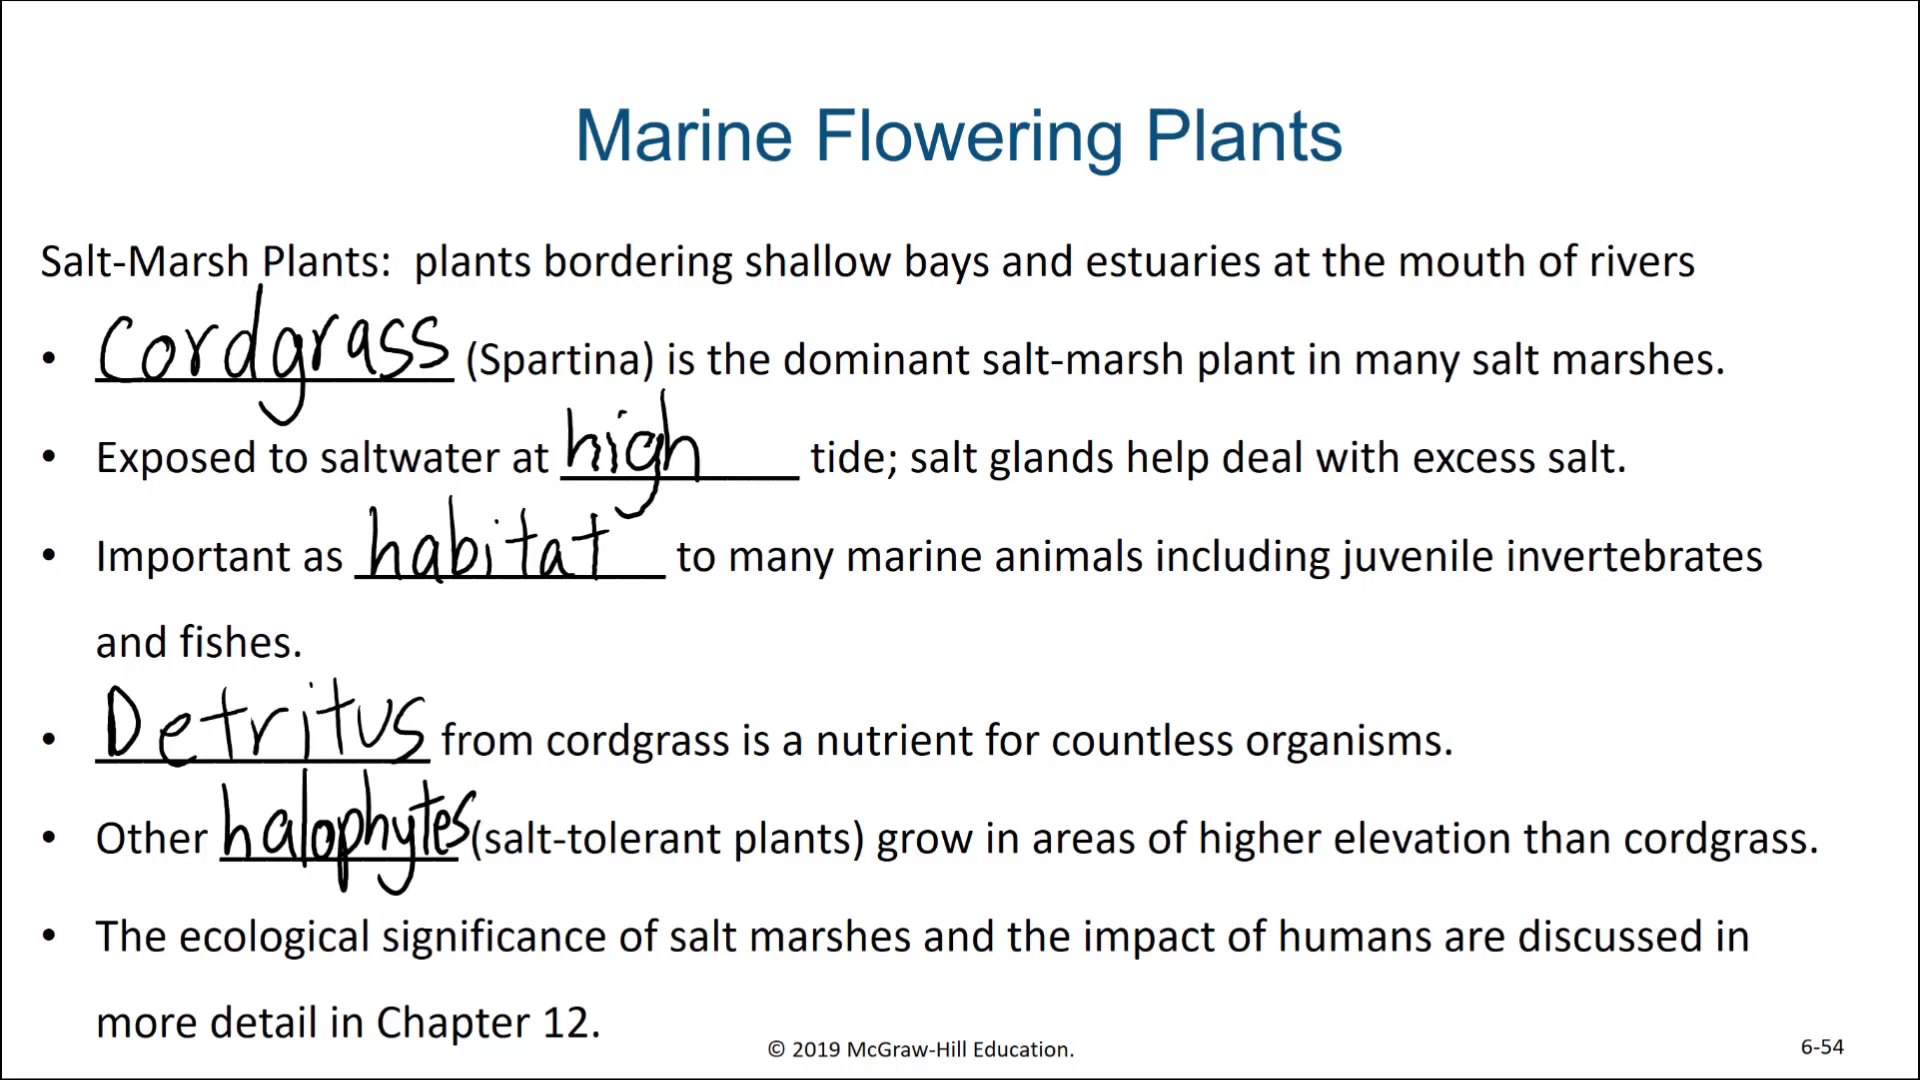 Marine Flowering Plants
Salt-Marsh Plants: plants bordering shallow bays and estuaries at the mouth of rivers
• Cordgrass (Spartina) is the dominant salt-marsh plant in many salt marshes.
• Exposed to saltwater at high tide; salt glands help deal with excess salt.
• Important as habitat to many marine animals including juvenile invertebrates
and fishes.
• Detritus from cordgrass is a nutrient for countless organisms.
• Other halophytes (salt-tolerant plants) grow in areas of higher elevation than cordgrass.
• The ecological significance of salt marshes and the impact of humans are discussed in
more detail in Chapter 12.
© 2019 McGraw-Hill Education.
6-54